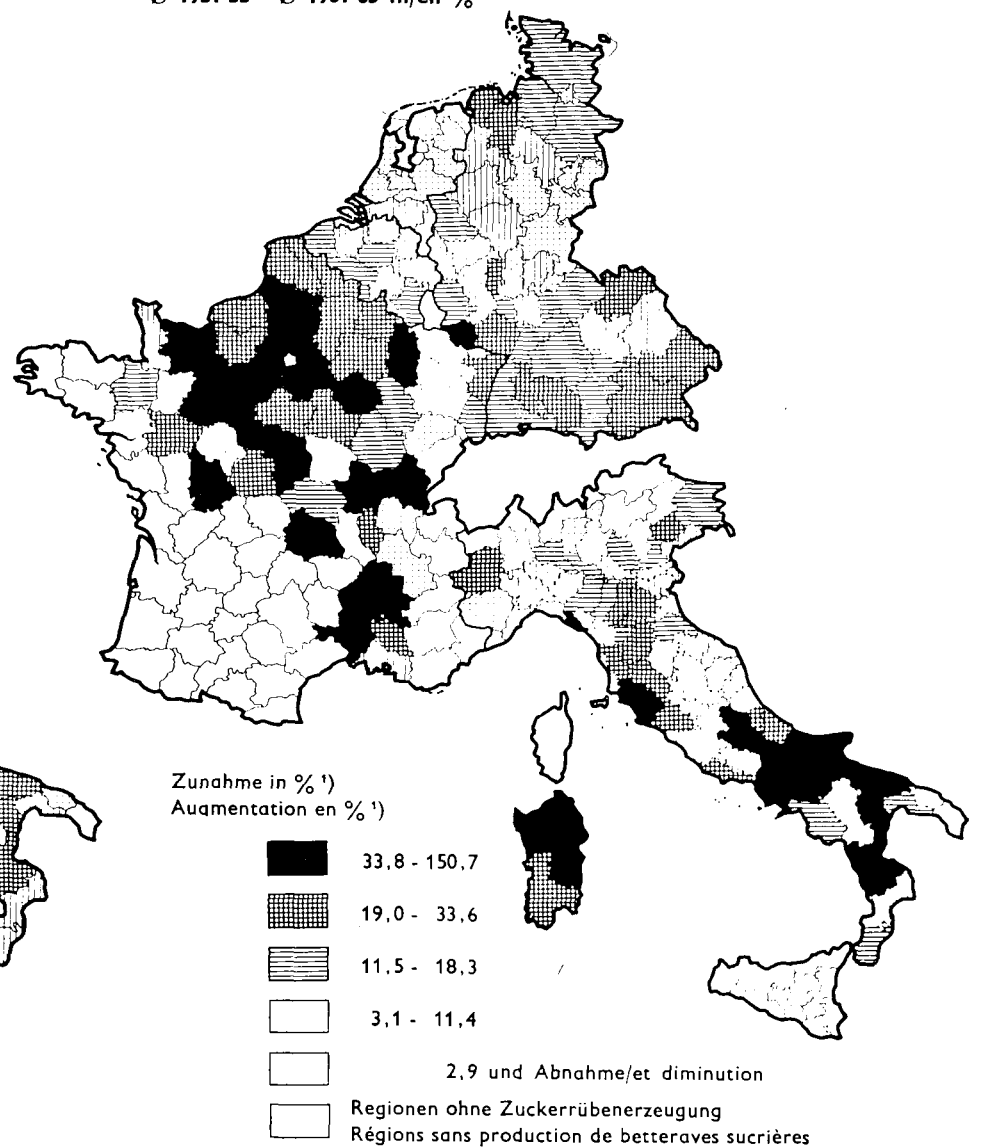 Zunahme in % ¹)
Augmentation en % ¹)
33,8 - 150,7
19,0 - 33,6
11,5 - 18,3
3,1 - 11,4
2,9 und Abnahme/et diminution
Regionen ohne Zuckerrübenerzeugung
Régions sans production de betteraves sucrières